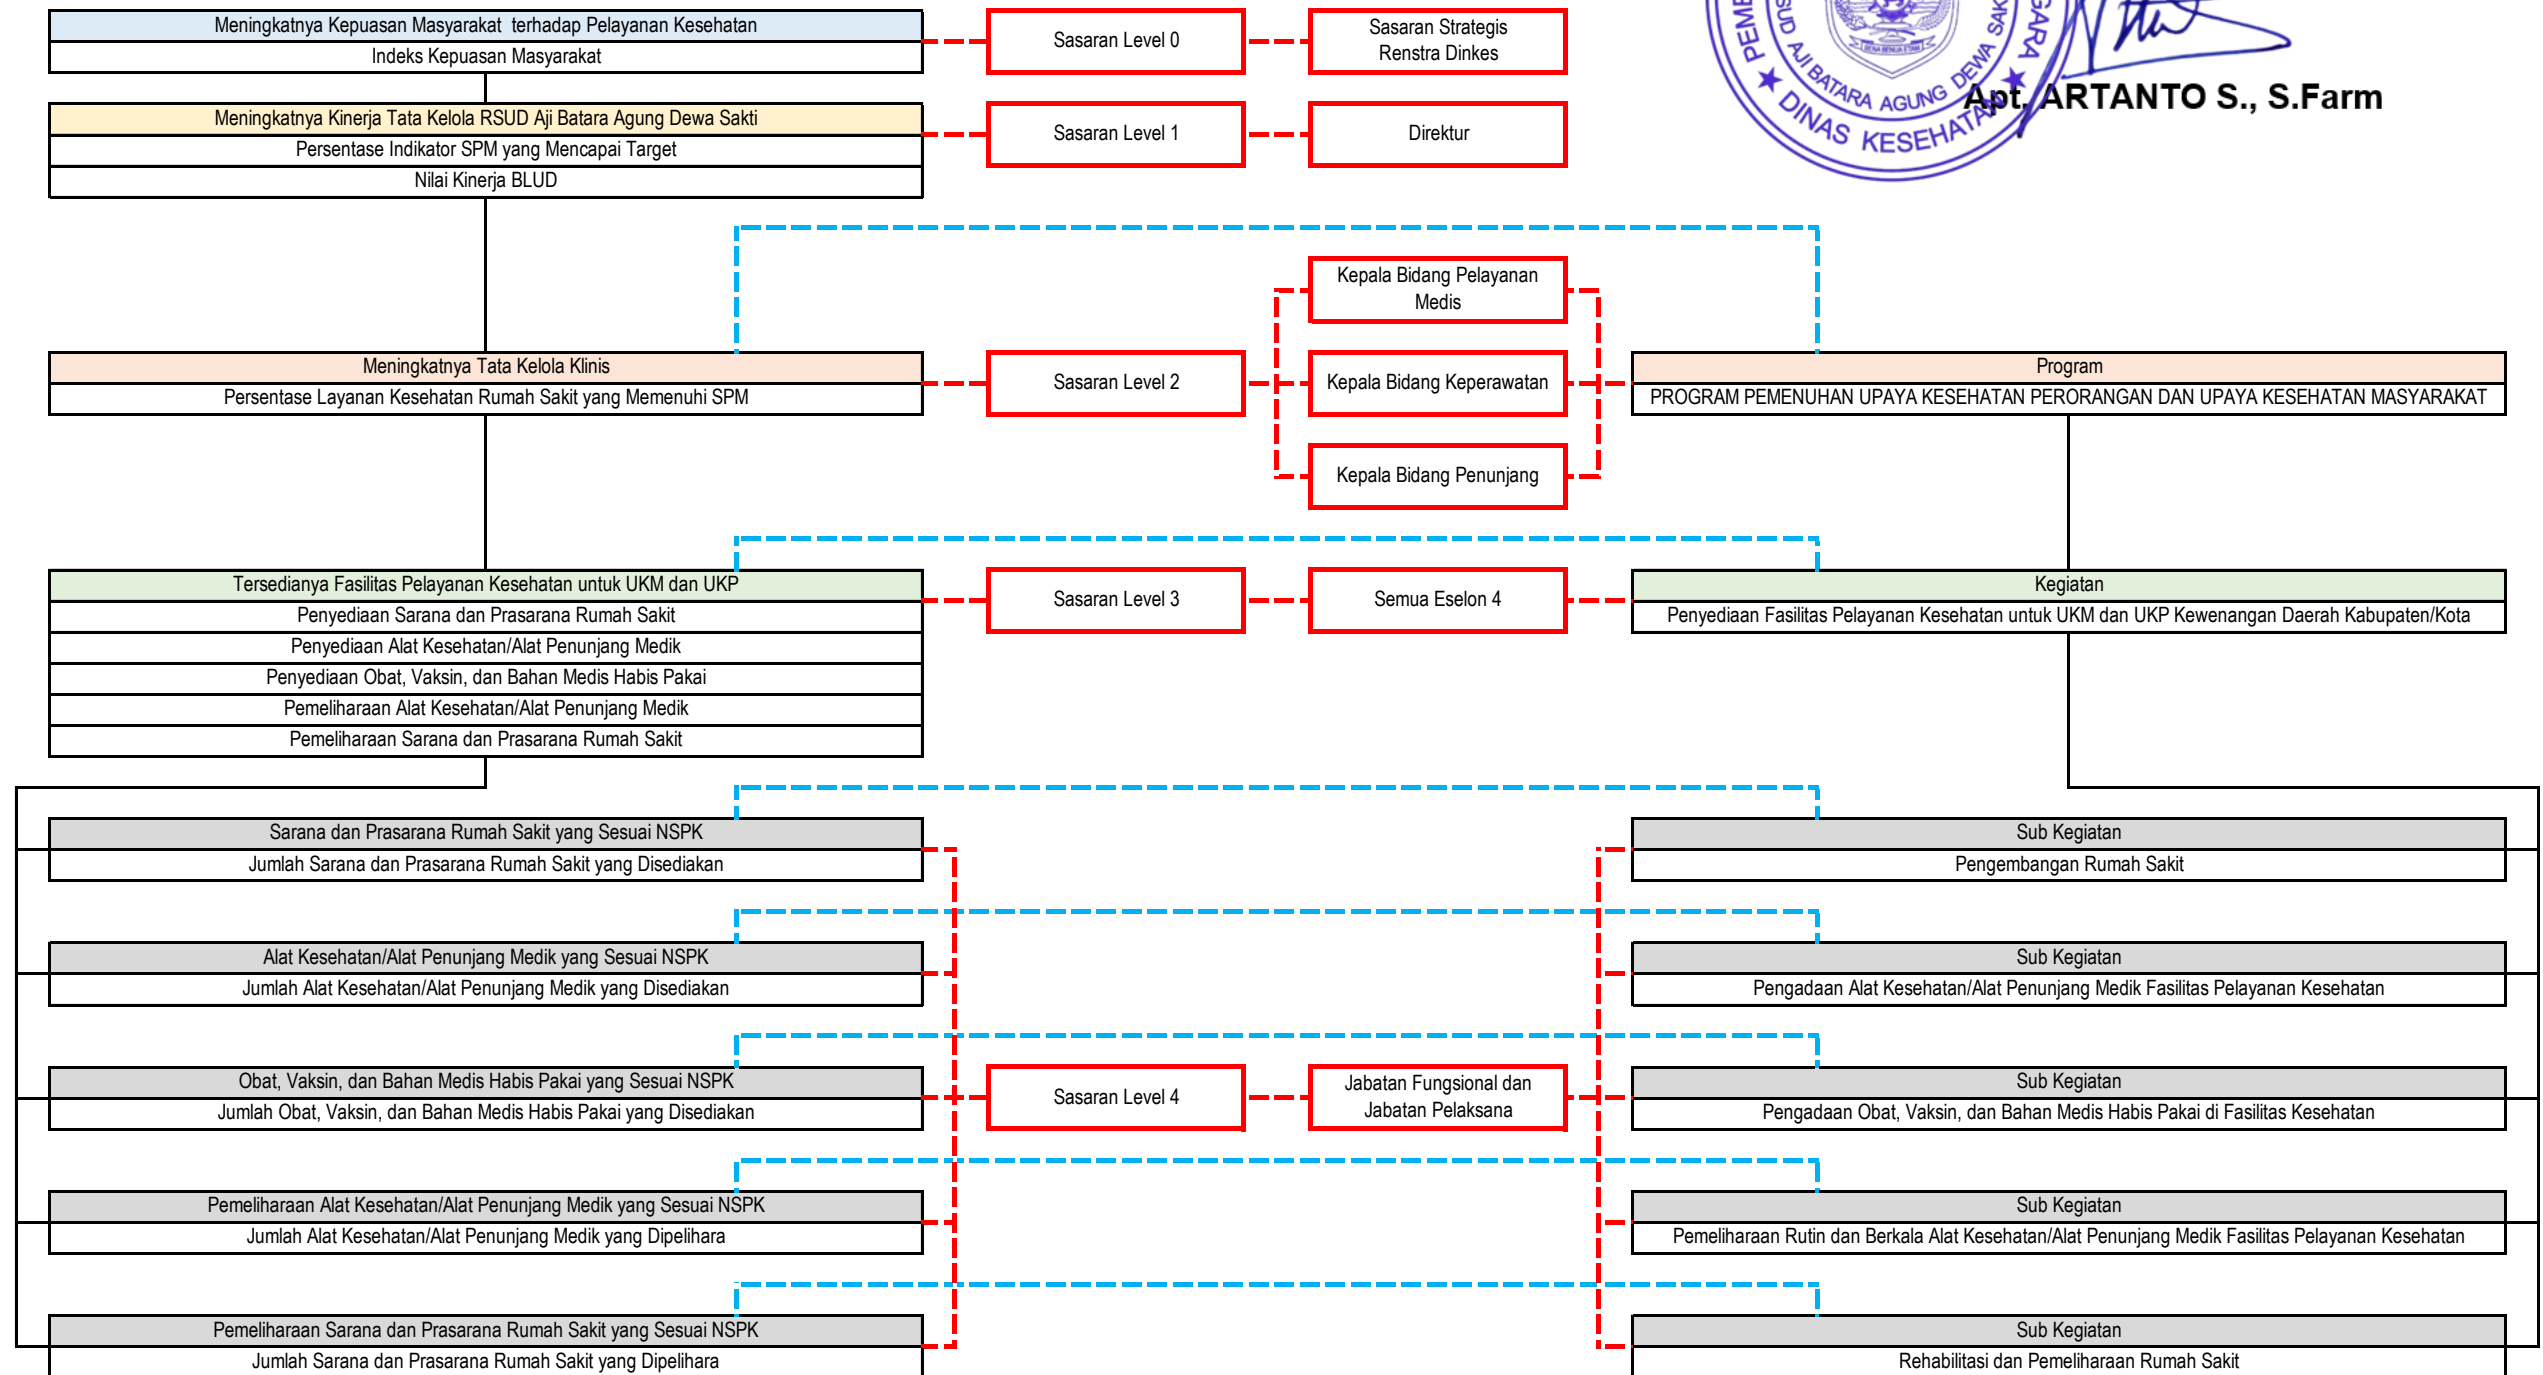 Meningkatnya Kepuasan Masyarakat  terhadap Pelayanan Kesehatan
Indeks Kepuasan Masyarakat
Sasaran Level 0
Sasaran Strategis
Renstra Dinkes
RSUD AJI BATARA AGUNG DEWA
DINAS KESEHATAN
Apt. ARTANTO S., S.Farm
Meningkatnya Kinerja Tata Kelola RSUD Aji Batara Agung Dewa Sakti
Persentase Indikator SPM yang Mencapai Target
Nilai Kinerja BLUD
Sasaran Level 1
Direktur
Kepala Bidang Pelayanan
Medis
Meningkatnya Tata Kelola Klinis
Persentase Layanan Kesehatan Rumah Sakit yang Memenuhi SPM
Sasaran Level 2
Kepala Bidang Keperawatan
Program
PROGRAM PEMENUHAN UPAYA KESEHATAN PERORANGAN DAN UPAYA KESEHATAN MASYARAKAT
Kepala Bidang Penunjang
Tersedianya Fasilitas Pelayanan Kesehatan untuk UKM dan UKP
Penyediaan Sarana dan Prasarana Rumah Sakit
Penyediaan Alat Kesehatan/Alat Penunjang Medik
Penyediaan Obat, Vaksin, dan Bahan Medis Habis Pakai
Pemeliharaan Alat Kesehatan/Alat Penunjang Medik
Pemeliharaan Sarana dan Prasarana Rumah Sakit
Sasaran Level 3
Semua Eselon 4
Kegiatan
Penyediaan Fasilitas Pelayanan Kesehatan untuk UKM dan UKP Kewenangan Daerah Kabupaten/Kota
Sarana dan Prasarana Rumah Sakit yang Sesuai NSPK
Jumlah Sarana dan Prasarana Rumah Sakit yang Disediakan
Sub Kegiatan
Pengembangan Rumah Sakit
Alat Kesehatan/Alat Penunjang Medik yang Sesuai NSPK
Jumlah Alat Kesehatan/Alat Penunjang Medik yang Disediakan
Sub Kegiatan
Pengadaan Alat Kesehatan/Alat Penunjang Medik Fasilitas Pelayanan Kesehatan
Obat, Vaksin, dan Bahan Medis Habis Pakai yang Sesuai NSPK
Jumlah Obat, Vaksin, dan Bahan Medis Habis Pakai yang Disediakan
Sasaran Level 4
Jabatan Fungsional dan
Jabatan Pelaksana
Sub Kegiatan
Pengadaan Obat, Vaksin, dan Bahan Medis Habis Pakai di Fasilitas Kesehatan
Pemeliharaan Alat Kesehatan/Alat Penunjang Medik yang Sesuai NSPK
Jumlah Alat Kesehatan/Alat Penunjang Medik yang Dipelihara
Sub Kegiatan
Pemeliharaan Rutin dan Berkala Alat Kesehatan/Alat Penunjang Medik Fasilitas Pelayanan Kesehatan
Pemeliharaan Sarana dan Prasarana Rumah Sakit yang Sesuai NSPK
Jumlah Sarana dan Prasarana Rumah Sakit yang Dipelihara
Sub Kegiatan
Rehabilitasi dan Pemeliharaan Rumah Sakit